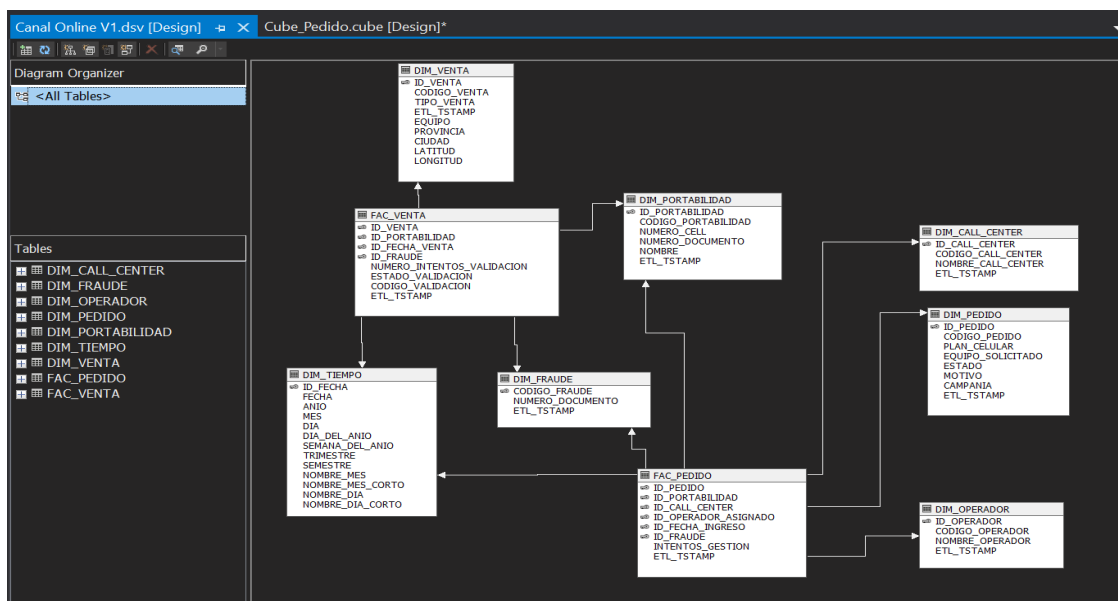 Canal Online V1.dsv [Design]
Cube_Pedido.cube [Design]*
Diagram Organizer
<All Tables>
Tables
DIM_CALL_CENTER
DIM_FRAUDE
DIM_OPERADOR
DIM_PEDIDO
DIM_PORTABILIDAD
DIM_TIEMPO
DIM_VENTA
FAC_PEDIDO
FAC_VENTA
DIM_VENTA
ID_VENTA
CODIGO_VENTA
TIPO_VENTA
ETL_TSTAMP
EQUIPO
PROVINCIA
CIUDAD
LATITUD
LONGITUD
FAC_VENTA
ID_VENTA
ID_PORTABILIDAD
ID_FECHA_VENTA
ID_FRAUDE
NUMERO_INTENTOS_VALIDACION
ESTADO_VALIDACION
CODIGO_VALIDACION
ETL_TSTAMP
DIM_PORTABILIDAD
ID_PORTABILIDAD
CODIGO_PORTABILIDAD
NUMERO_CELL
NUMERO_DOCUMENTO
NOMBRE
ETL_TSTAMP
DIM_CALL_CENTER
ID_CALL_CENTER
CODIGO_CALL_CENTER
NOMBRE_CALL_CENTER
ETL_TSTAMP
DIM_PEDIDO
ID_PEDIDO
CODIGO_PEDIDO
PLAN_CELULAR
EQUIPO_SOLICITADO
ESTADO
MOTIVO
CAMPANIA
ETL_TSTAMP
DIM_TIEMPO
ID_FECHA
FECHA
ANIO
MES
DIA
DIA_DEL_ANIO
SEMANA_DEL_ANIO
TRIMESTRE
SEMESTRE
NOMBRE_MES
NOMBRE_MES_CORTO
NOMBRE_DIA
NOMBRE_DIA_CORTO
DIM_FRAUDE
CODIGO_FRAUDE
NUMERO_DOCUMENTO
ETL_TSTAMP
FAC_PEDIDO
ID_PEDIDO
ID_PORTABILIDAD
ID_CALL_CENTER
ID_OPERADOR_ASIGNADO
ID_FECHA_INGRESO
ID_FRAUDE
INTENTOS_GESTION
ETL_TSTAMP
DIM_OPERADOR
ID_OPERADOR
CODIGO_OPERADOR
NOMBRE_OPERADOR
ETL_TSTAMP